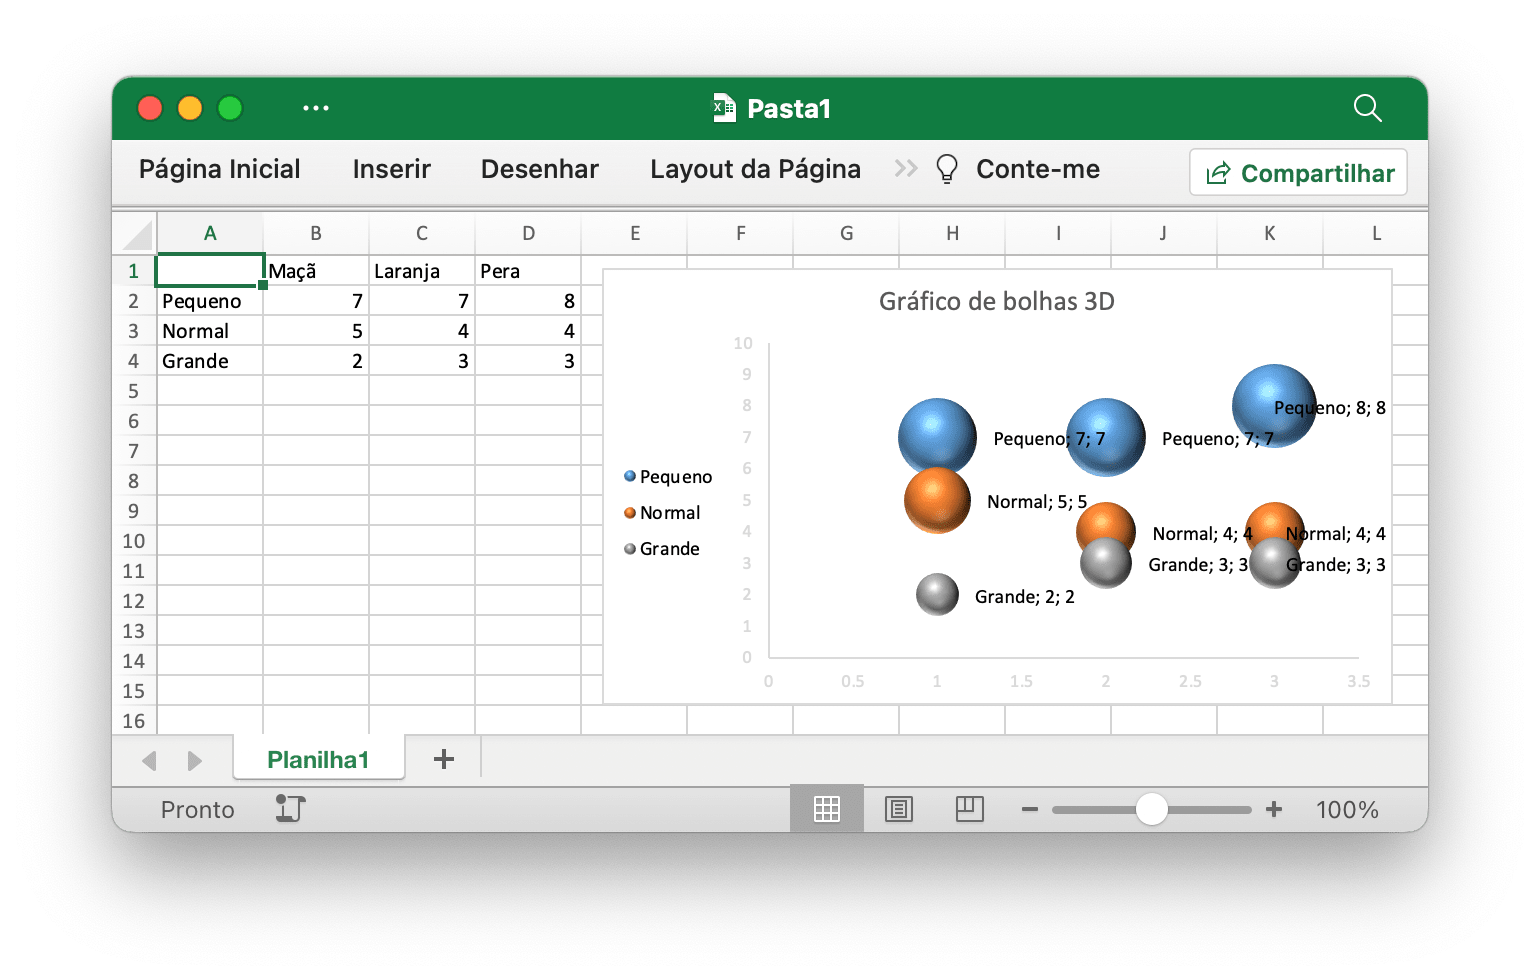 Pasta1
Página Inicial Inserir Desenhar Layout da Página Conte-me Compartilhar
A B C D E F G H I J K L
1 Maçã Laranja Pera
2 Pequeno 7 7 8
3 Normal 5 4 4
4 Grande 2 3 3
5
6
7
8
9
10
11
12
13
14
15
16
Gráfico de bolhas 3D
Pequeno
Normal
Grande
10
9
8
7
6
5
4
3
2
1
0
0 0.5 1 1.5 2 2.5 3 3.5
Pequeno; 8; 8
Pequeno; 7; 7 Pequeno; 7; 7
Normal; 5; 5
Normal; 4; 4 Normal; 4; 4
Grande; 3; 3 Grande; 3; 3
Grande; 2; 2
Planilha1
Pronto 100%